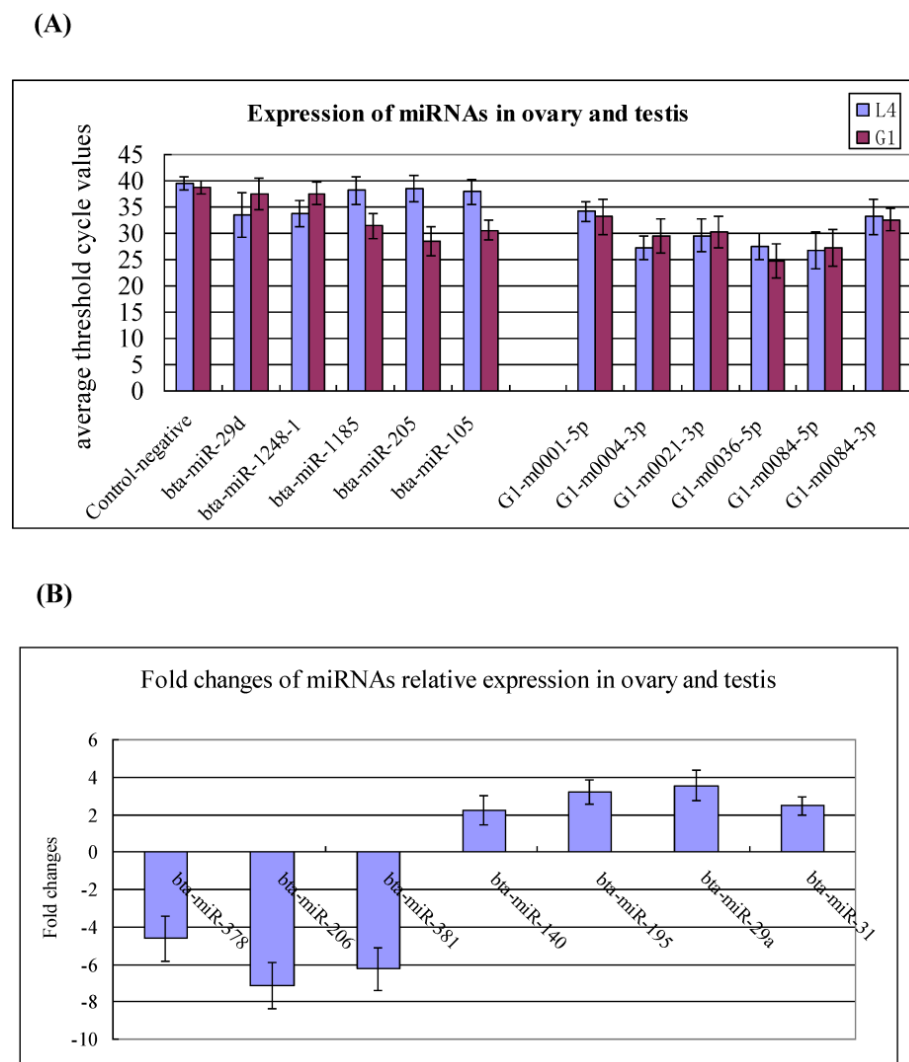 (A)
Expression of miRNAs in ovary and testis
L4
G1
average threshold cycle values
45
40
35
30
25
20
15
10
5
0
Control-negative
bta-miR-29d
bta-miR-1248-1
bta-miR-1185
bta-miR-205
bta-miR-105
G1-m0001-5p
G1-m0004-3p
G1-m0021-3p
G1-m0036-5p
G1-m0084-5p
G1-m0084-3p
(B)
Fold changes of miRNAs relative expression in ovary and testis
Fold changes
6
4
2
0
-2
-4
-6
-8
-10
bta-miR-378
bta-miR-206
bta-miR-381
bta-miR-140
bta-miR-195
bta-miR-29a
bta-miR-31